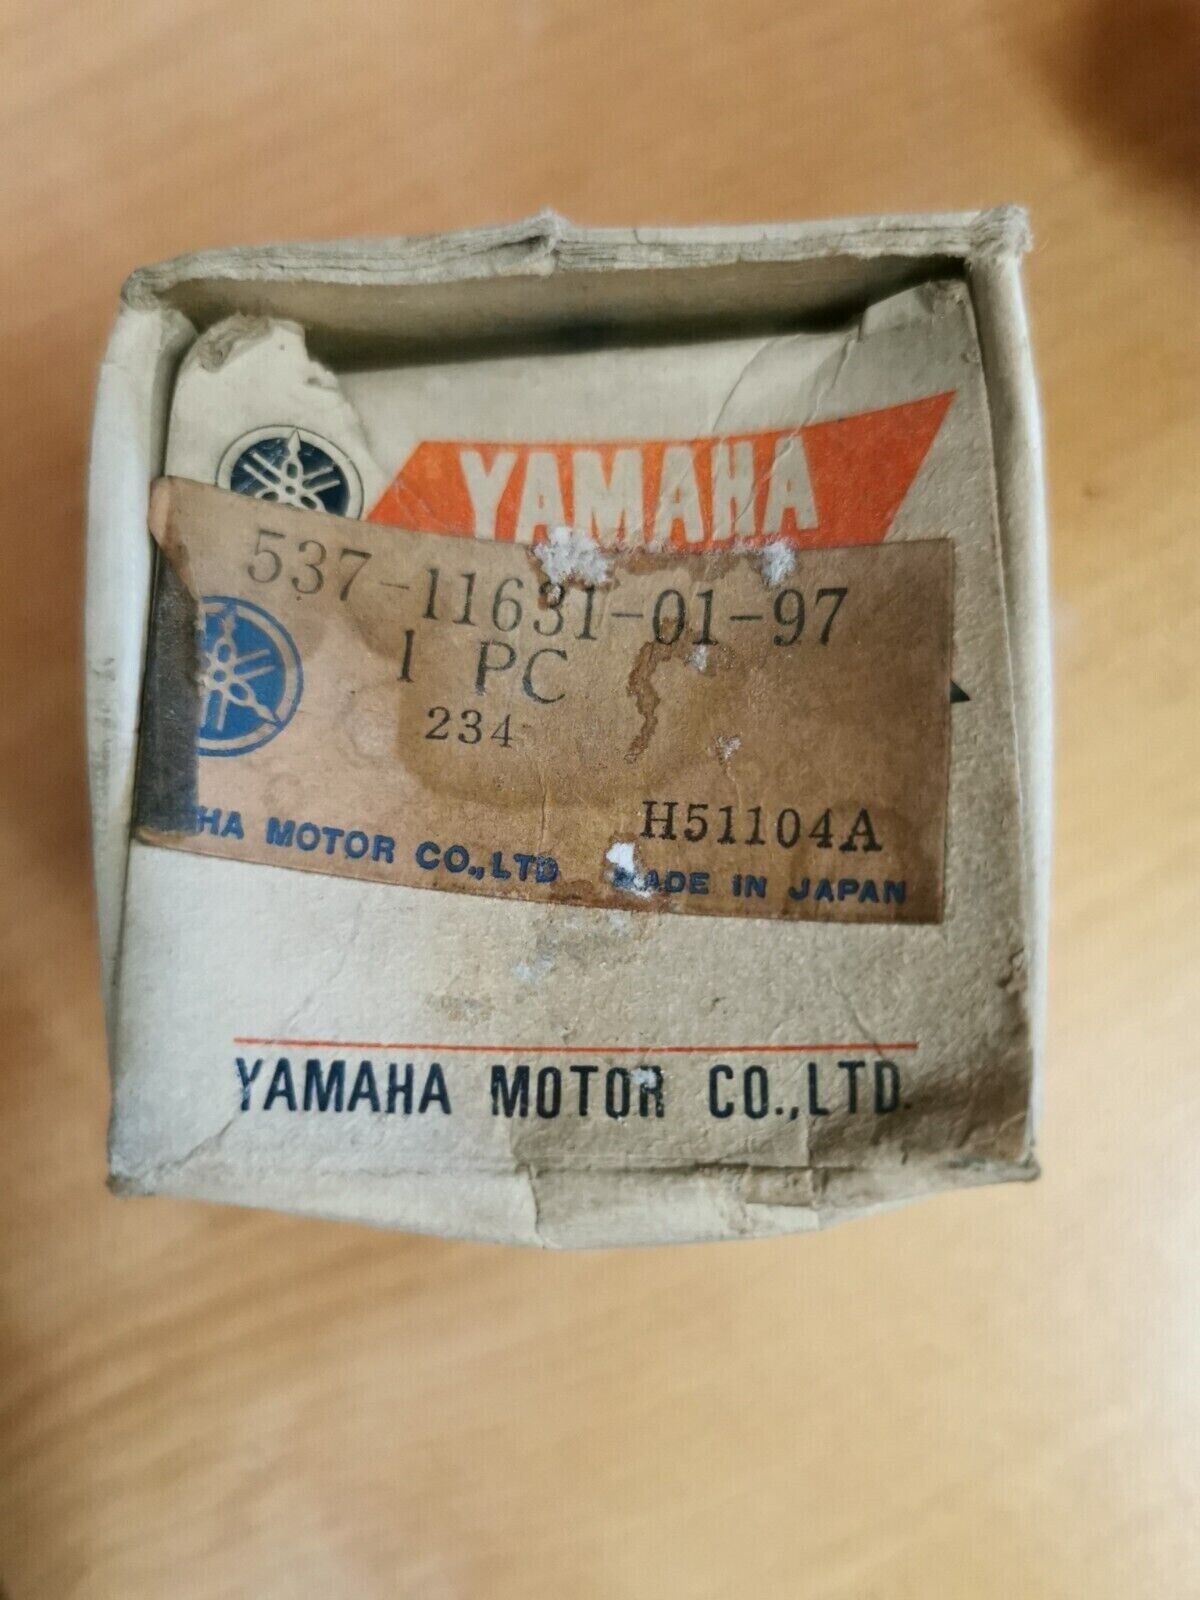 YAMAHA
537-11631-01-97
1 PC
234
HA MOTOR CO.,LTD
H51104A
MADE IN JAPAN
YAMAHA MOTOR CO.,LTD.